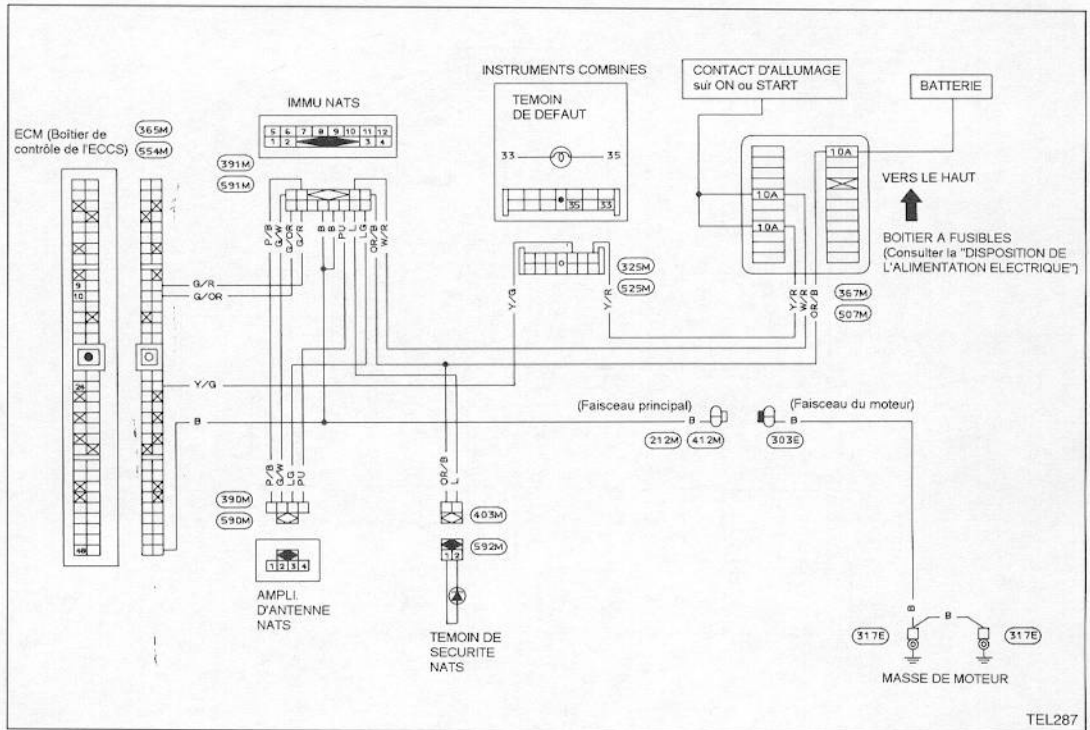 INSTRUMENTS COMBINES
CONTACT D'ALLUMAGE
sur ON ou START
BATTERIE
IMMU NATS
TEMOIN
DE DEFAUT
ECM (Boîtier de
contrôle de l'ECCS)
365M
554M
5 6 7 8 9 10 11 12
1 2 3 4
33 35
10A
10A
10A
VERS LE HAUT
391M
591M
35 33
BOITIER A FUSIBLES
(Consulter la "DISPOSITION DE
L'ALIMENTATION ELECTRIQUE")
P/B
G/W
G/OR
G/R
B
B
PU
L
LG
OR/B
W/R
325M
525M
Y/G
Y/R
Y/R
W/R
OR/B
367M
507M
9
10
G/R
G/OR
24
Y/G
B
(Faisceau principal)
B
212M
412M
(Faisceau du moteur)
B
303E
P/B
G/W
LG
PU
OR/B
L
390M
590M
403M
592M
1 2 3 4
1 2
48
AMPLI.
D'ANTENNE
NATS
TEMOIN DE
SECURITE
NATS
B
B
317E
317E
MASSE DE MOTEUR
TEL287